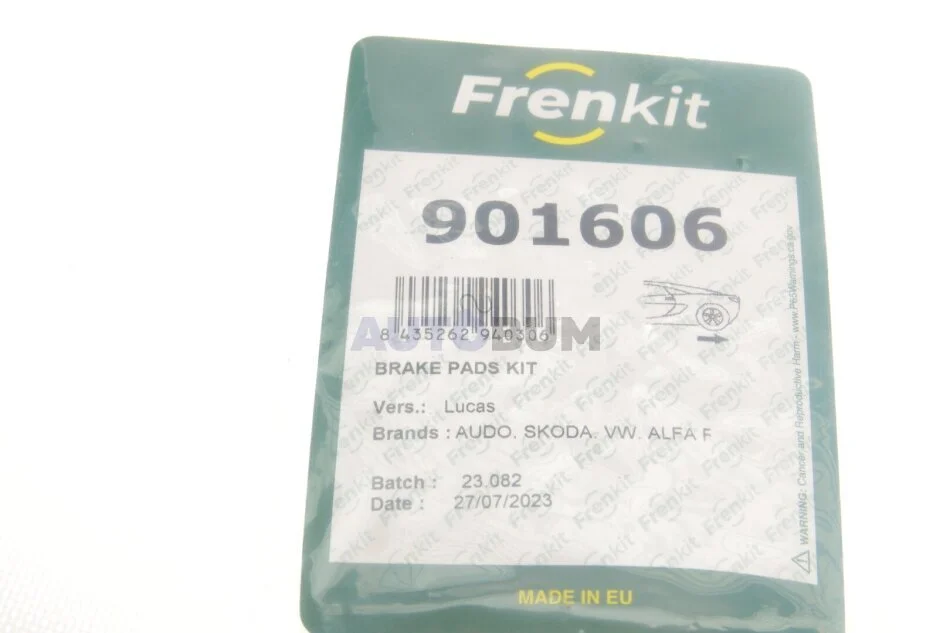 Frenkit
901606
8 435262 940306
AUTODUM
BRAKE PADS KIT
Vers.: Lucas
Brands : AUDO, SKODA, VW, ALFA R
Batch : 23.082
Date : 27/07/2023
WARNING: Cancer and Reproductive Harm - www.P65Warnings.ca.gov
MADE IN EU